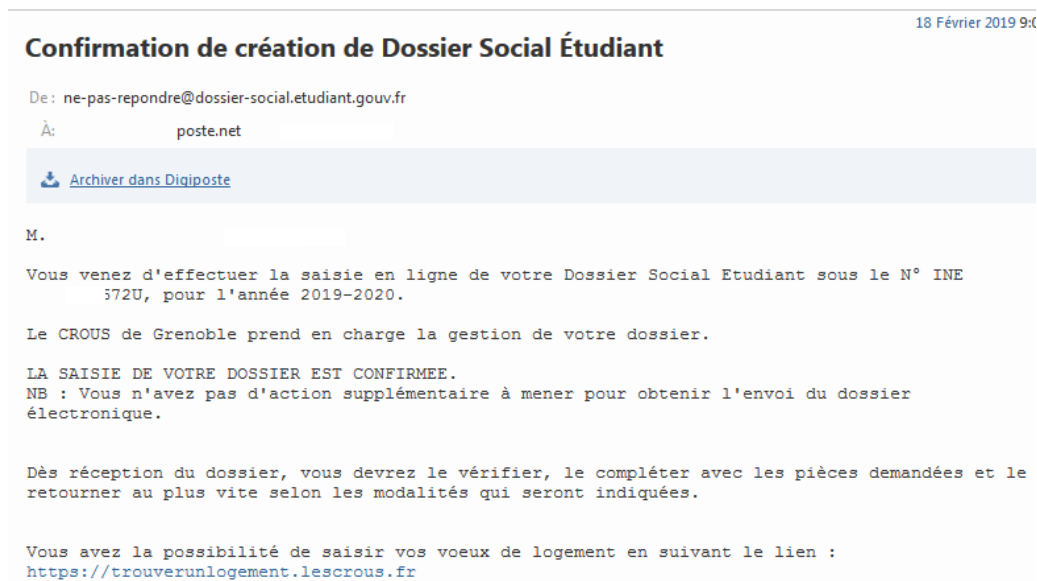 18 Février 2019 9:0
Confirmation de création de Dossier Social Étudiant
De : ne-pas-repondre@dossier-social.etudiant.gouv.fr
À: poste.net
Archiver dans Digiposte
M.
Vous venez d'effectuer la saisie en ligne de votre Dossier Social Etudiant sous le N° INE
572U, pour l'année 2019-2020.
Le CROUS de Grenoble prend en charge la gestion de votre dossier.
LA SAISIE DE VOTRE DOSSIER EST CONFIRMEE.
NB : Vous n'avez pas d'action supplémentaire à mener pour obtenir l'envoi du dossier
électronique.
Dès réception du dossier, vous devrez le vérifier, le compléter avec les pièces demandées et le
retourner au plus vite selon les modalités qui seront indiquées.
Vous avez la possibilité de saisir vos voeux de logement en suivant le lien :
https://trouverunlogement.lescrous.fr